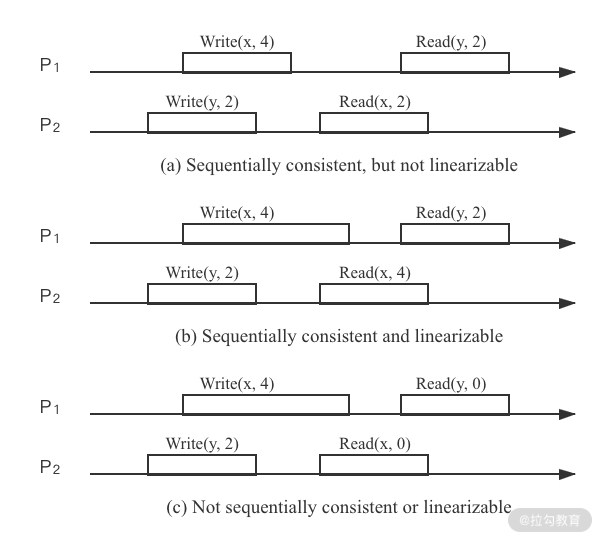 Write(x, 4) Read(y, 2)
P1
Write(y, 2) Read(x, 2)
P2
(a) Sequentially consistent, but not linearizable
Write(x, 4) Read(y, 2)
P1
Write(y, 2) Read(x, 4)
P2
(b) Sequentially consistent and linearizable
Write(x, 4) Read(y, 0)
P1
Write(y, 2) Read(x, 0)
P2
(c) Not sequentially consistent or linearizable
@拉勾教育